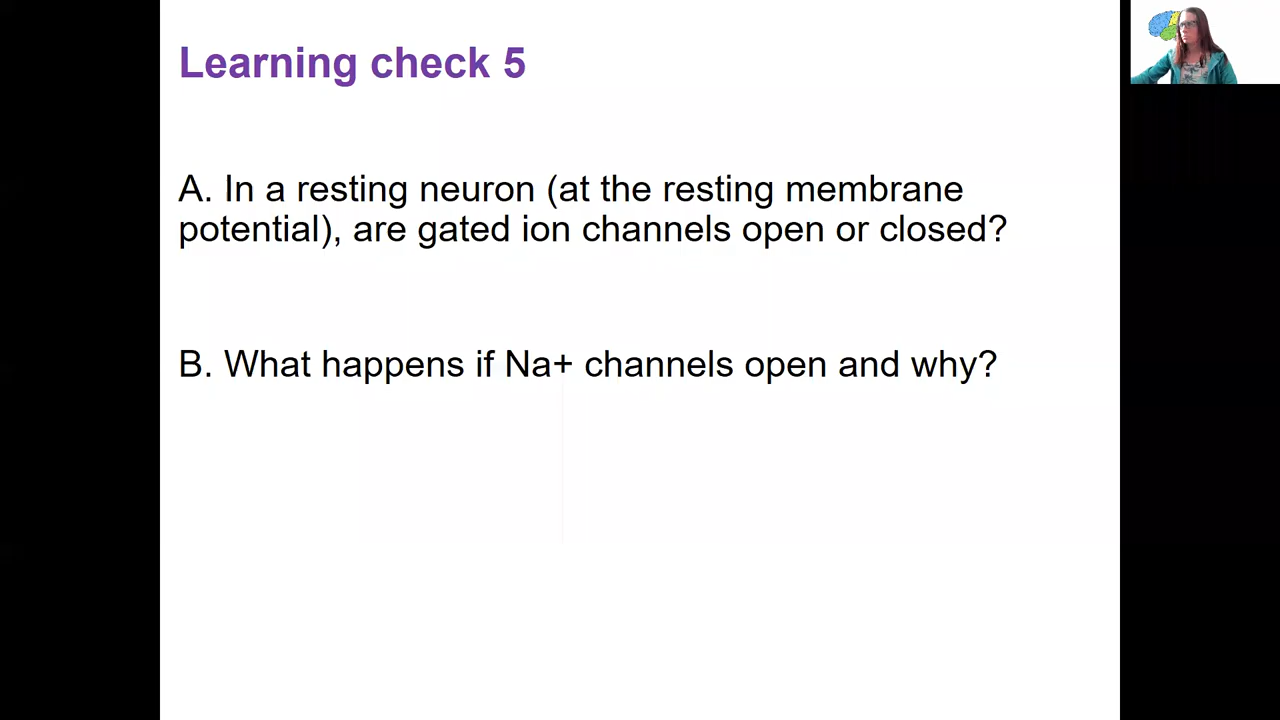 Learning check 5
A. In a resting neuron (at the resting membrane
potential), are gated ion channels open or closed?
B. What happens if Na+ channels open and why?